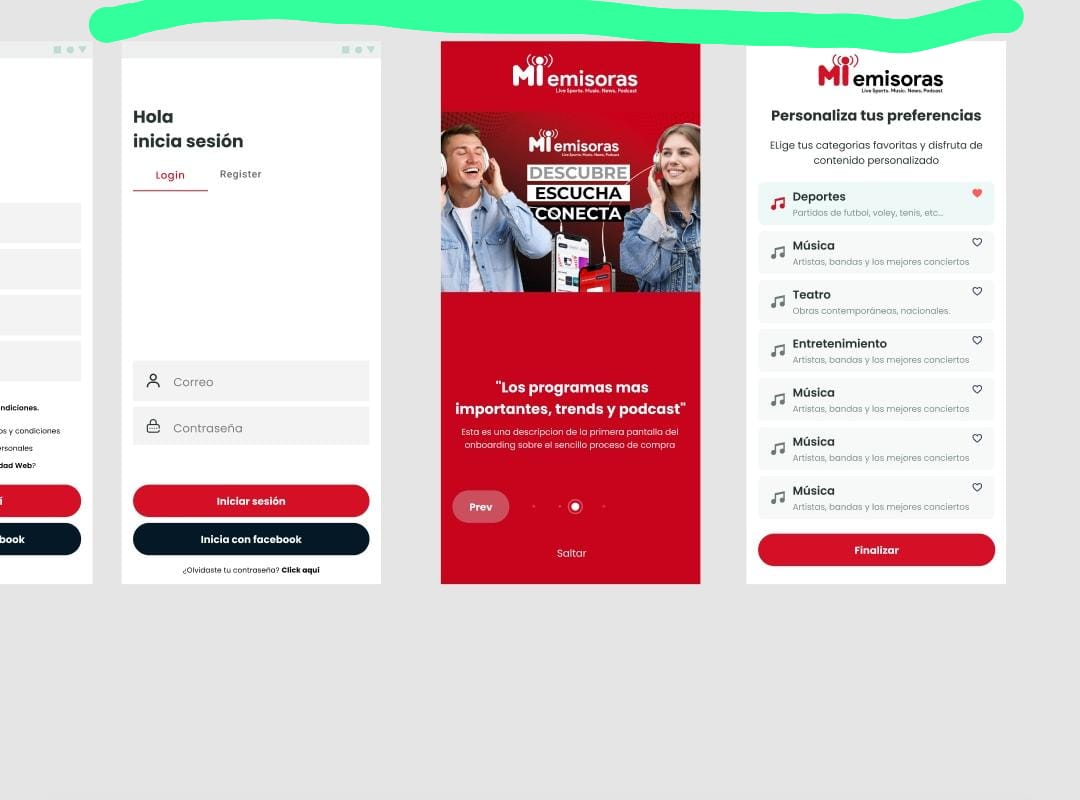 ndiciones.
os y condiciones
ersonales
dad Web?
í
book
Hola
inicia sesión
Login
Register
Correo
Contraseña
Iniciar sesión
Inicia con facebook
¿Olvidaste tu contraseña? Click aquí
Mi emisoras
Live Sports. Music. News. Podcast
Mi emisoras
Live Sports. Music. News. Podcast
DESCUBRE
ESCUCHA
CONECTA
"Los programas mas
importantes, trends y podcast"
Esta es una descripcion de la primera pantalla del
onboarding sobre el sencillo proceso de compra
Prev
Saltar
Mi emisoras
Live Sports. Music. News. Podcast
Personaliza tus preferencias
ELige tus categorias favoritas y disfruta de
contenido personalizado
Deportes
Partidos de futbol, voley, tenis, etc...
Música
Artistas, bandas y los mejores conciertos
Teatro
Obras contemporáneas, nacionales.
Entretenimiento
Artistas, bandas y los mejores conciertos
Música
Artistas, bandas y los mejores conciertos
Música
Artistas, bandas y los mejores conciertos
Música
Artistas, bandas y los mejores conciertos
Finalizar